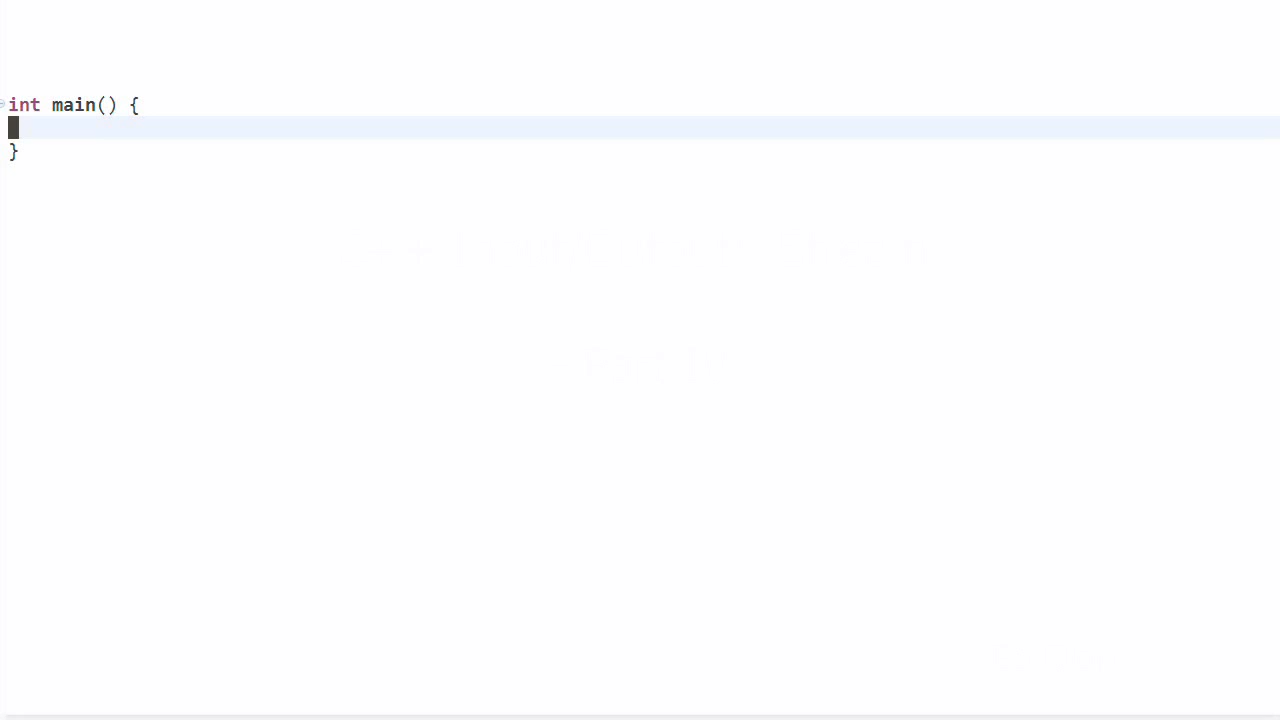 int main() {
}